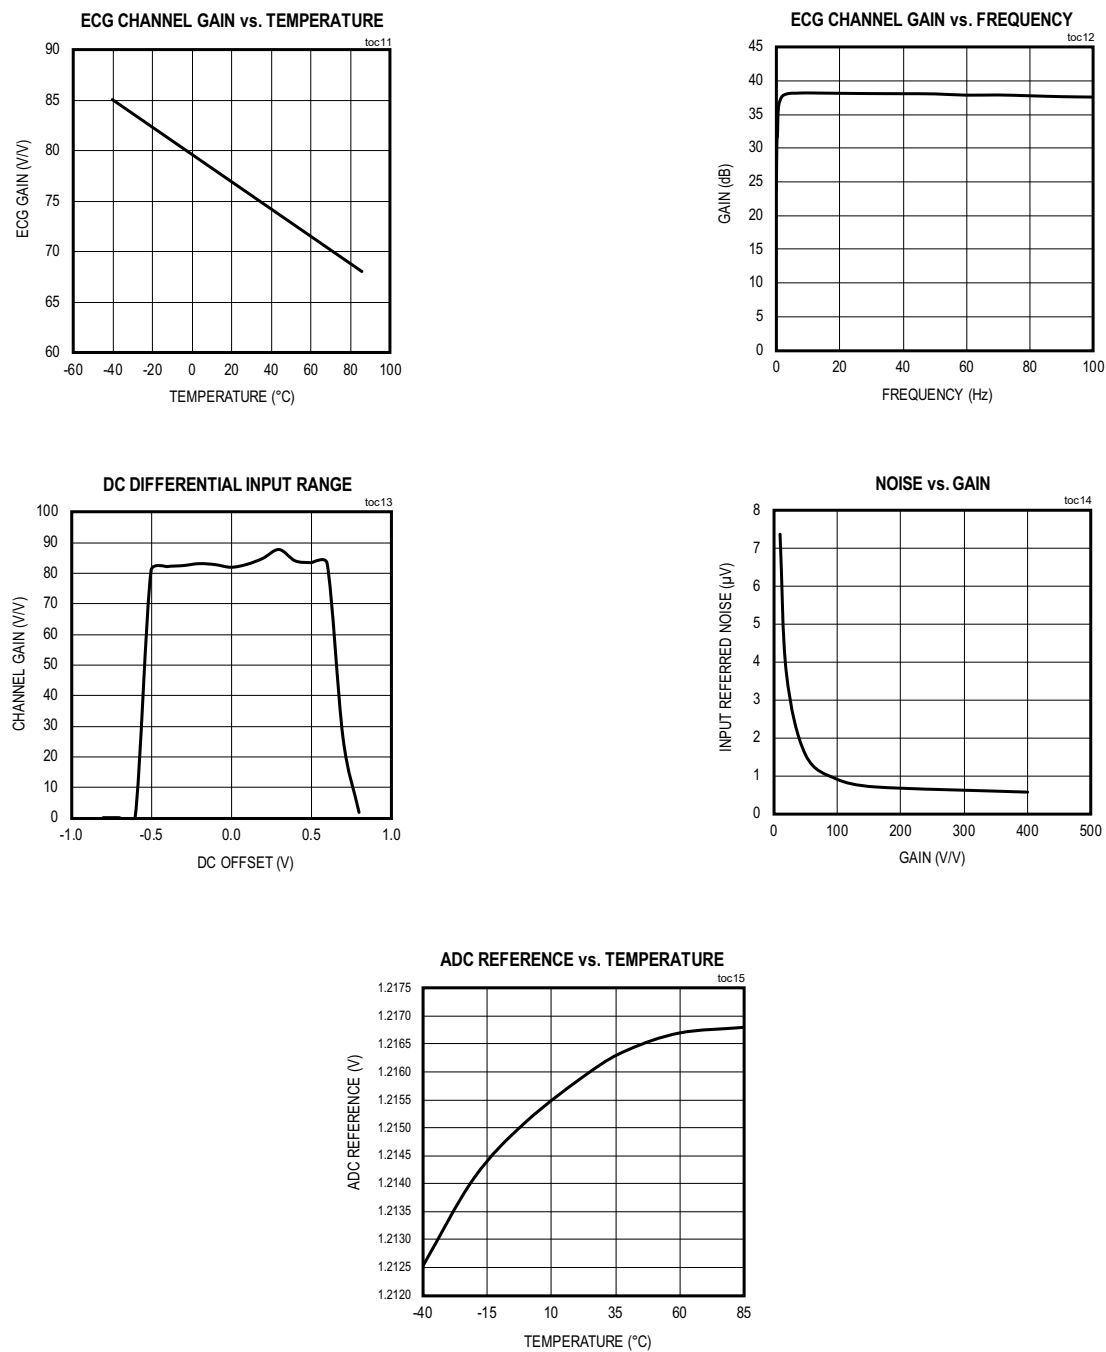 ECG CHANNEL GAIN vs. TEMPERATURE
toc11
90
85
80
75
70
65
60
-60 -40 -20 0 20 40 60 80 100
ECG GAIN (V/V)
TEMPERATURE (°C)
ECG CHANNEL GAIN vs. FREQUENCY
toc12
45
40
35
30
25
20
15
10
5
0
0 20 40 60 80 100
GAIN (dB)
FREQUENCY (Hz)
DC DIFFERENTIAL INPUT RANGE
toc13
100
90
80
70
60
50
40
30
20
10
0
-1.0 -0.5 0.0 0.5 1.0
CHANNEL GAIN (V/V)
DC OFFSET (V)
NOISE vs. GAIN
toc14
8
7
6
5
4
3
2
1
0
0 100 200 300 400 500
INPUT REFERRED NOISE (µV)
GAIN (V/V)
ADC REFERENCE vs. TEMPERATURE
toc15
1.2175
1.2170
1.2165
1.2160
1.2155
1.2150
1.2145
1.2140
1.2135
1.2130
1.2125
1.2120
-40 -15 10 35 60 85
ADC REFERENCE (V)
TEMPERATURE (°C)